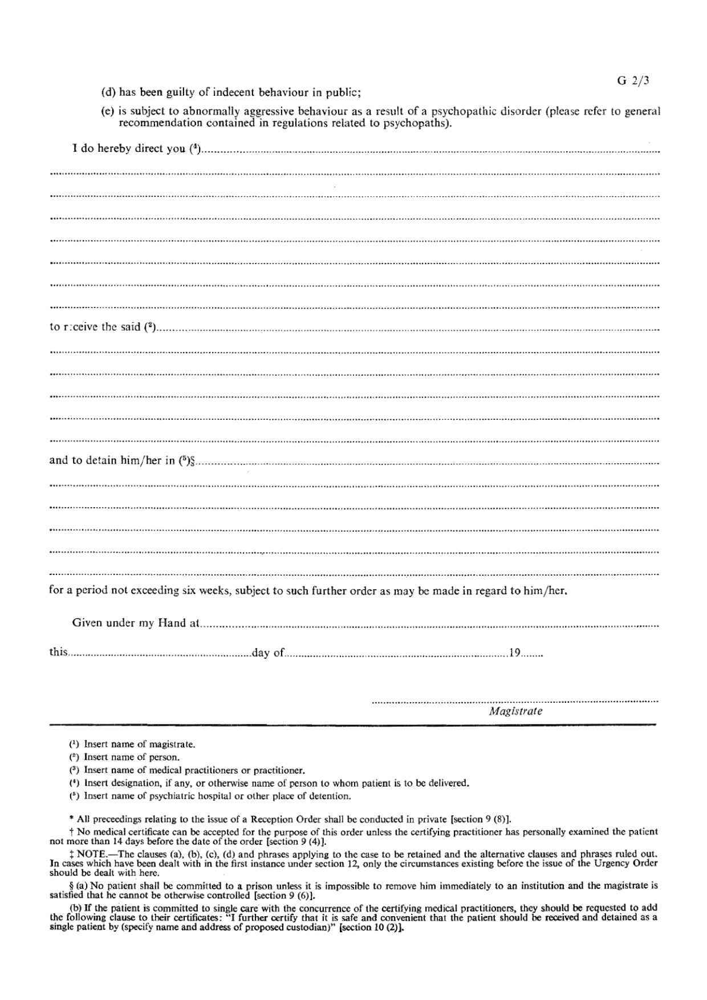 G 2/3
(d) has been guilty of indecent behaviour in public;
(e) is subject to abnormally aggressive behaviour as a result of a psychopathic disorder (please refer to general
recommendation contained in regulations related to psychopaths).
I do hereby direct you (⁴)
to r:ceive the said (²)
and to detain him/her in (⁵)§
for a period not exceeding six weeks, subject to such further order as may be made in regard to him/her.
Given under my Hand at
this day of 19
Magistrate
(¹) Insert name of magistrate.
(²) Insert name of person.
(³) Insert name of medical practitioners or practitioner.
(⁴) Insert designation, if any, or otherwise name of person to whom patient is to be delivered.
(⁵) Insert name of psychiatric hospital or other place of detention.
* All preceedings relating to the issue of a Reception Order shall be conducted in private [section 9 (8)].
† No medical certificate can be accepted for the purpose of this order unless the certifying practitioner has personally examined the patient
not more than 14 days before the date of the order [section 9 (4)].
‡ NOTE.—The clauses (a), (b), (c), (d) and phrases applying to the case to be retained and the alternative clauses and phrases ruled out.
In cases which have been dealt with in the first instance under section 12, only the circumstances existing before the issue of the Urgency Order
should be dealt with here.
§ (a) No patient shall be committed to a prison unless it is impossible to remove him immediately to an institution and the magistrate is
satisfied that he cannot be otherwise controlled [section 9 (6)].
(b) If the patient is committed to single care with the concurrence of the certifying medical practitioners, they should be requested to add
the following clause to their certificates: "I further certify that it is safe and convenient that the patient should be received and detained as a
single patient by (specify name and address of proposed custodian)" [section 10 (2)].